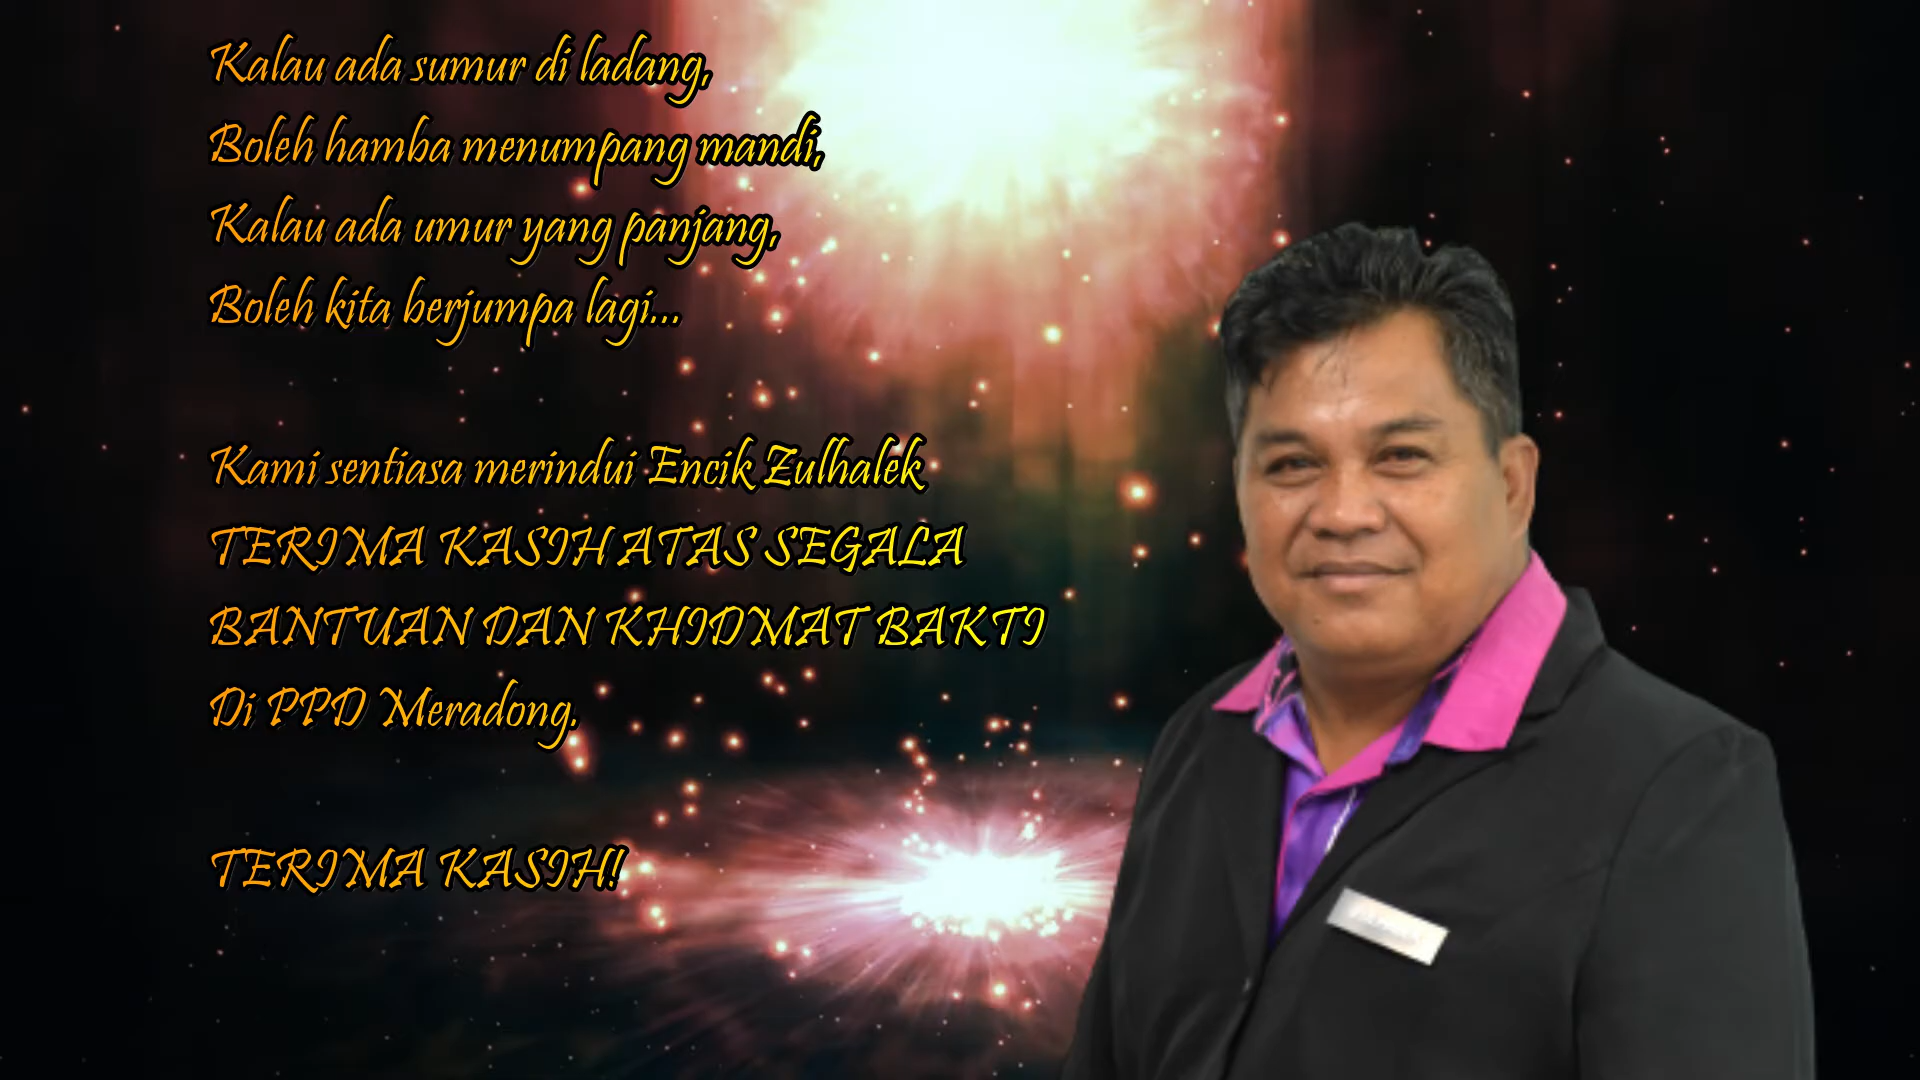 Kalau ada sumur di ladang,
Boleh hamba menumpang mandi,
Kalau ada umur yang panjang,
Boleh kita berjumpa lagi...
Kami sentiasa merindui Encik Zulhalek
TERIMA KASIH ATAS SEGALA
BANTUAN DAN KHIDMAT BAKTI
Di PPD Meradong.
TERIMA KASIH!